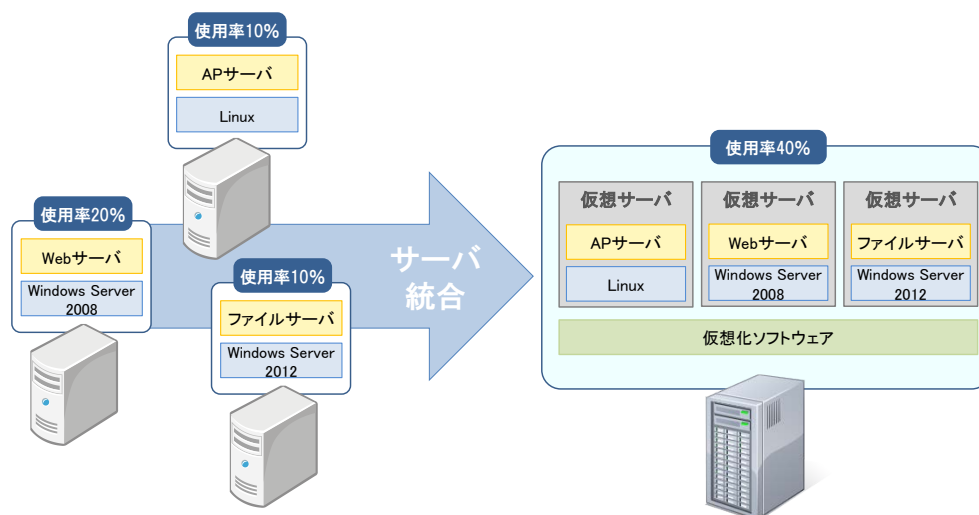 使用率10%
APサーバ
Linux
使用率20%
Webサーバ
Windows Server
2008
使用率10%
ファイルサーバ
Windows Server
2012
サーバ
統合
使用率40%
仮想サーバ
APサーバ
Linux
仮想サーバ
Webサーバ
Windows Server
2008
仮想サーバ
ファイルサーバ
Windows Server
2012
仮想化ソフトウェア